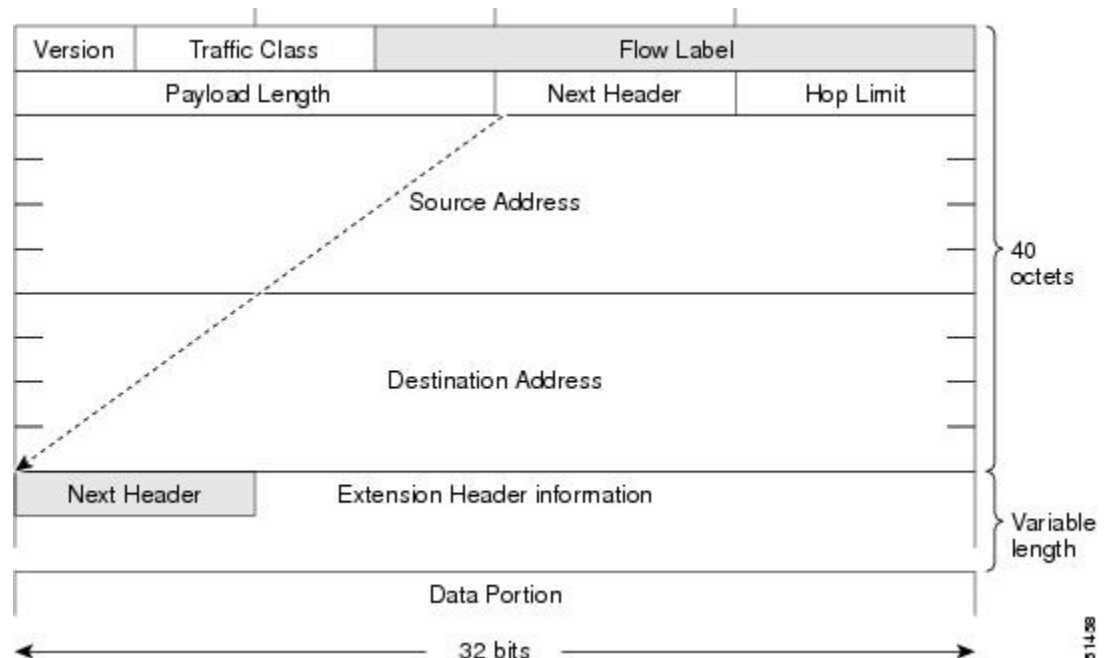 Version Traffic Class Flow Label
Payload Length Next Header Hop Limit
Source Address
40
octets
Destination Address
Next Header Extension Header information
Variable
length
Data Portion
32 bits